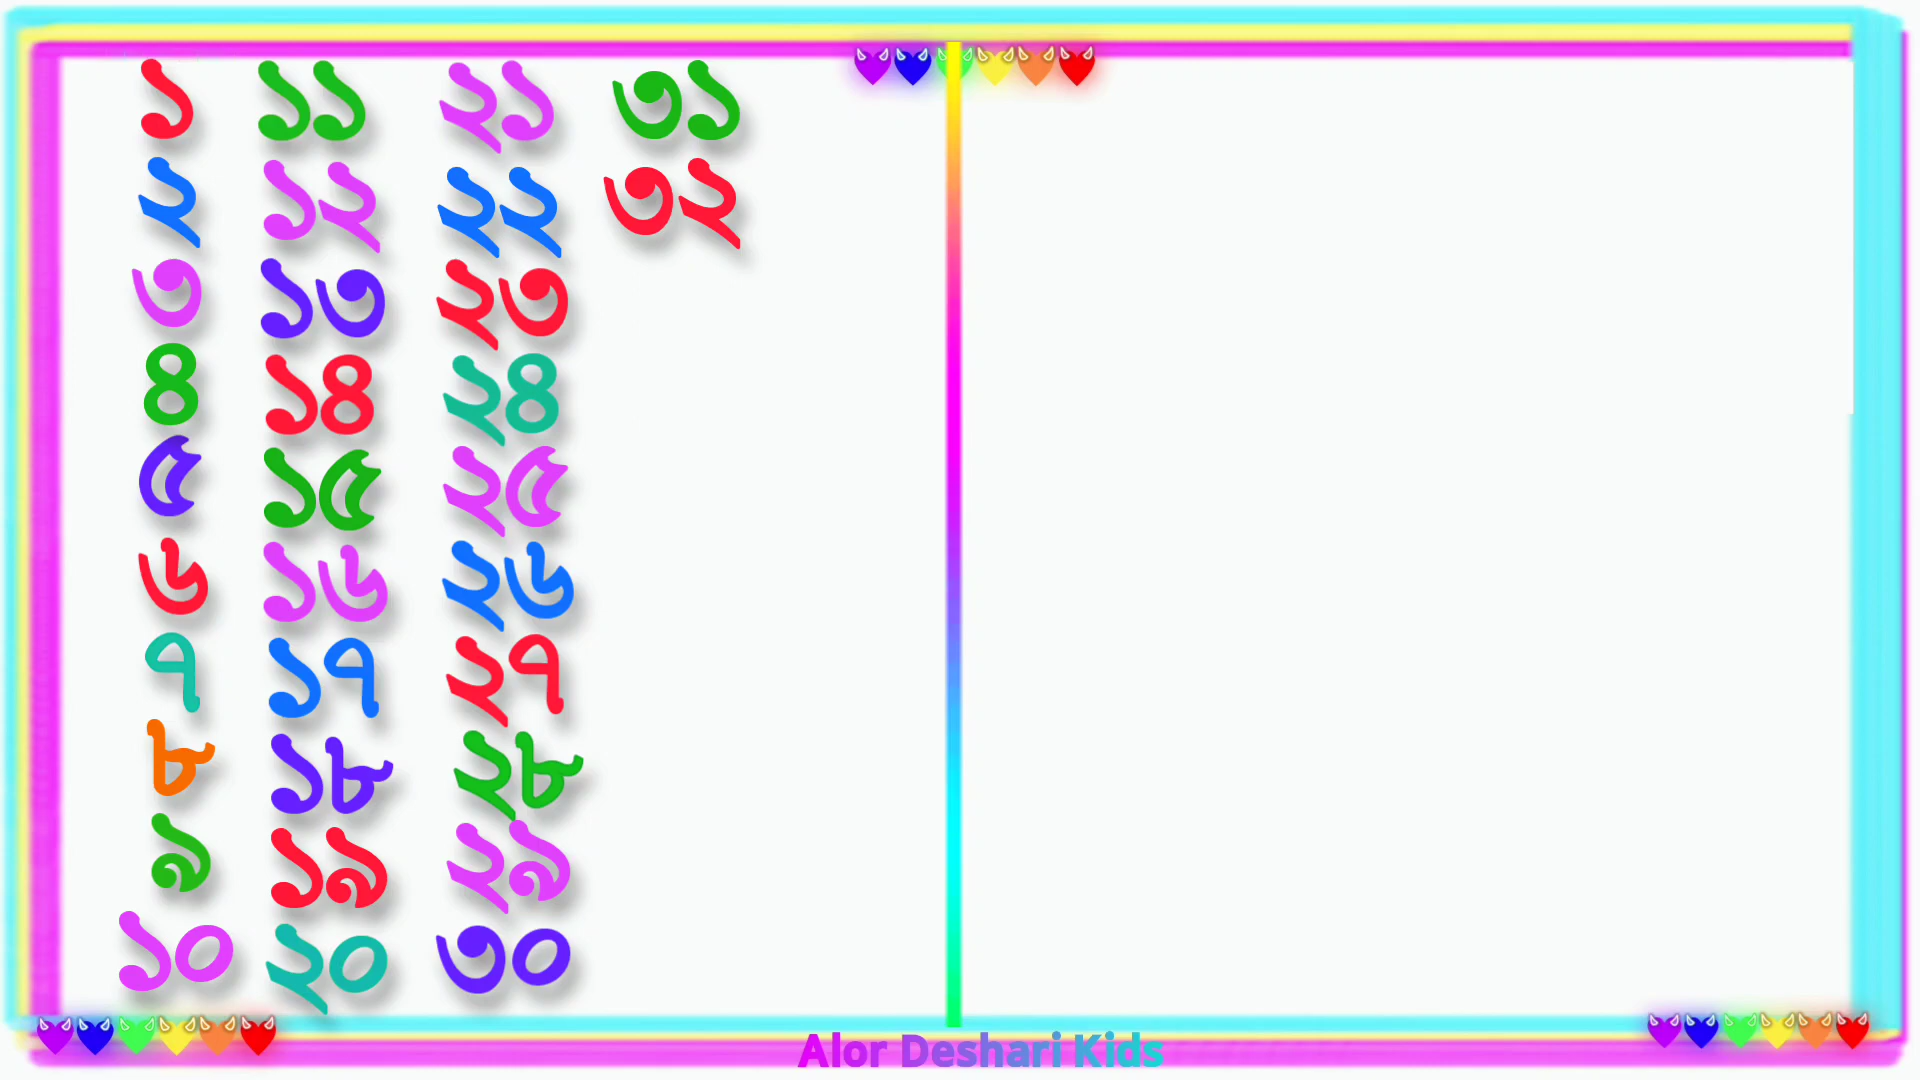 ১ ১১ ২১ ৩১
২ ১২ ২২ ৩২
৩ ১৩ ২৩
৪ ১৪ ২৪
৫ ১৫ ২৫
৬ ১৬ ২৬
৭ ১৭ ২৭
৮ ১৮ ২৮
৯ ১৯ ২৯
১০ ২০ ৩০
Alor Deshari Kids